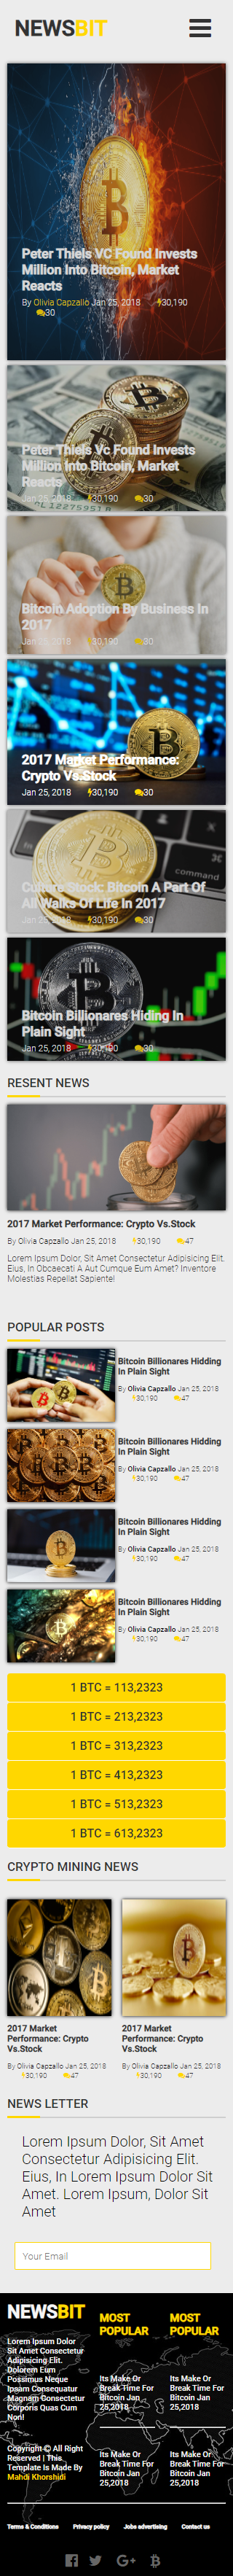 NEWSBIT
Peter Thiels VC Found Invests
Million Into Bitcoin, Market
Reacts
By Olivia Capzallo Jan 25, 2018 30,190
30
Peter Thiels Vc Found Invests
Million Into Bitcoin, Market
Reacts
Jan 25, 2018 30,190 30
Bitcoin Adoption By Business In
2017
Jan 25, 2018 30,190 30
2017 Market Performance:
Crypto Vs.Stock
Jan 25, 2018 30,190 30
Culture Stock: Bitcoin A Part Of
All Walks Of Life In 2017
Jan 25, 2018 30,190 30
Bitcoin Billionares Hiding In
Plain Sight
Jan 25, 2018 30,190 30
RESENT NEWS
2017 Market Performance: Crypto Vs.Stock
By Olivia Capzallo Jan 25, 2018 30,190 47
Lorem Ipsum Dolor, Sit Amet Consectetur Adipisicing Elit.
Eius, In Obcaecati A Aut Cumque Eum Amet? Inventore
Molestias Repellat Sapiente!
POPULAR POSTS
Bitcoin Billionares Hidding
In Plain Sight
By Olivia Capzallo Jan 25, 2018
30,190 47
Bitcoin Billionares Hidding
In Plain Sight
By Olivia Capzallo Jan 25, 2018
30,190 47
Bitcoin Billionares Hidding
In Plain Sight
By Olivia Capzallo Jan 25, 2018
30,190 47
Bitcoin Billionares Hidding
In Plain Sight
By Olivia Capzallo Jan 25, 2018
30,190 47
1 BTC = 113,2323
1 BTC = 213,2323
1 BTC = 313,2323
1 BTC = 413,2323
1 BTC = 513,2323
1 BTC = 613,2323
CRYPTO MINING NEWS
2017 Market
Performance: Crypto
Vs.Stock
By Olivia Capzallo Jan 25, 2018
30,190 47
2017 Market
Performance: Crypto
Vs.Stock
By Olivia Capzallo Jan 25, 2018
30,190 47
NEWS LETTER
Lorem Ipsum Dolor, Sit Amet
Consectetur Adipisicing Elit.
Eius, In Lorem Ipsum Dolor Sit
Amet. Lorem Ipsum, Dolor Sit
Amet
Your Email
NEWSBIT
Lorem Ipsum Dolor
Sit Amet Consectetur
Adipisicing Elit.
Dolorem Eum
Possimus Neque
Ipsam Consequatur
Magnam Consectetur
Corporis Quas Cum
Non!
Copyright © All Right
Reserved | This
Template Is Made By
Mahdi Khorshidi
MOST
POPULAR
Its Make Or
Break Time For
Bitcoin Jan
25,2018
Its Make Or
Break Time For
Bitcoin Jan
25,2018
MOST
POPULAR
Its Make Or
Break Time For
Bitcoin Jan
25,2018
Its Make Or
Break Time For
Bitcoin Jan
25,2018
Terms & Conditions Privacy policy Jobs advertising Contact us